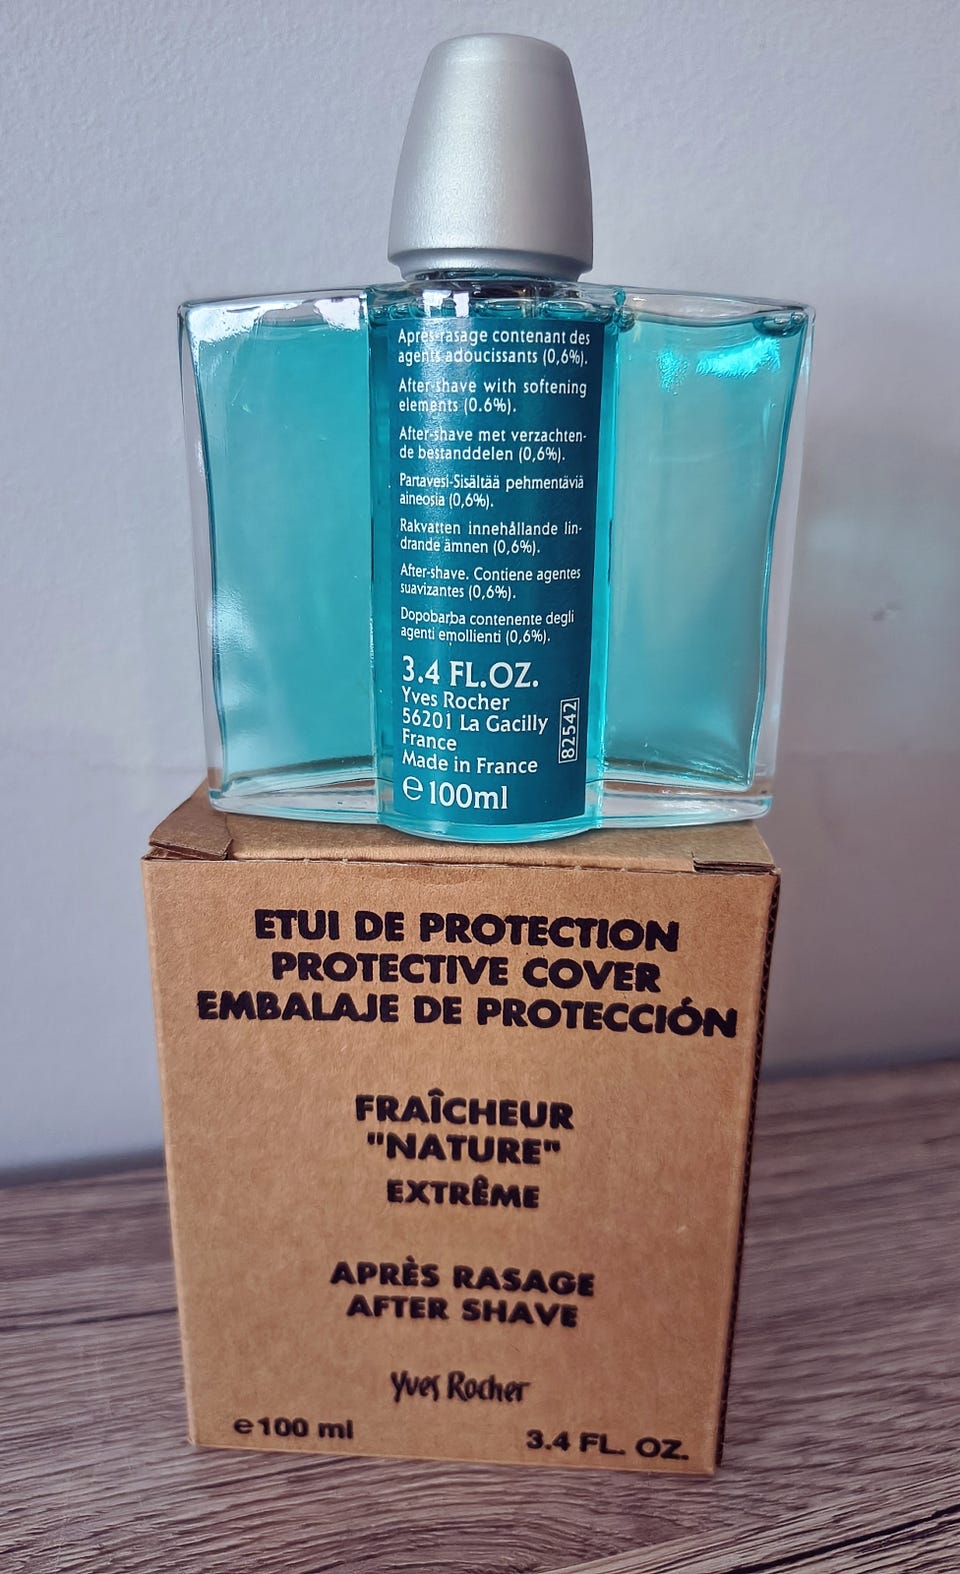 Après-rasage contenant des
agents adoucissants (0,6%).
After-shave with softening
elements (0.6%).
After-shave met verzachten-
de bestanddelen (0,6%).
Partavesi-Sisältää pehmentäviä
aineosia (0,6%).
Rakvatten innehållande lin-
drande ämnen (0,6%).
After-shave. Contiene agentes
suavizantes (0,6%).
Dopobarba contenente degli
agenti emollienti (0,6%).
3.4 FL.OZ.
Yves Rocher
56201 La Gacilly
France
Made in France
℮ 100ml
82542
ETUI DE PROTECTION
PROTECTIVE COVER
EMBALAJE DE PROTECCIÓN
FRAÎCHEUR
"NATURE"
EXTRÊME
APRÈS RASAGE
AFTER SHAVE
Yves Rocher
℮ 100 ml
3.4 FL. OZ.